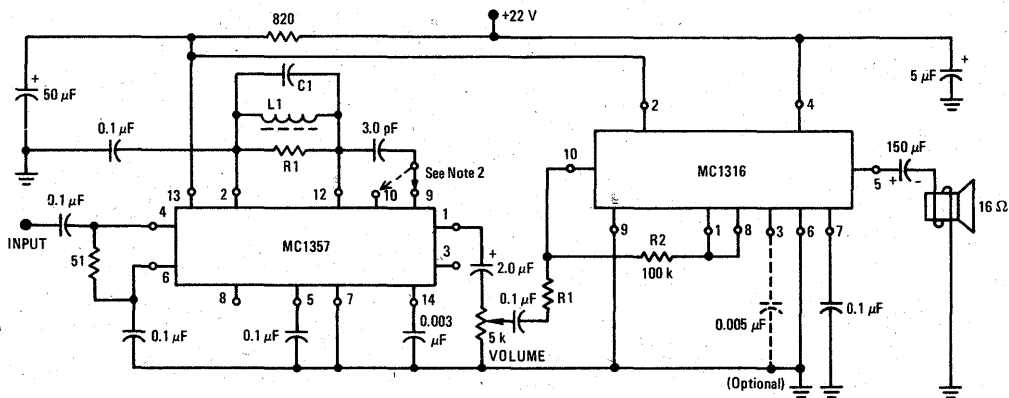 +22 V
820
+
50 µF
C1
L1
R1
0.1 µF
3.0 pF
See Note 2
2
4
+
5 µF
13
2
12
10
9
10
MC1316
150 µF
5
+
-
16 Ω
0.1 µF
INPUT
4
MC1357
1
3
51
6
8
5
7
14
+
2.0 µF
9
R2
100 k
1
8
3
6
7
0.1 µF
0.1 µF
0.003
µF
5 k
VOLUME
0.1 µF
R1
0.005 µF
0.1 µF
(Optional)